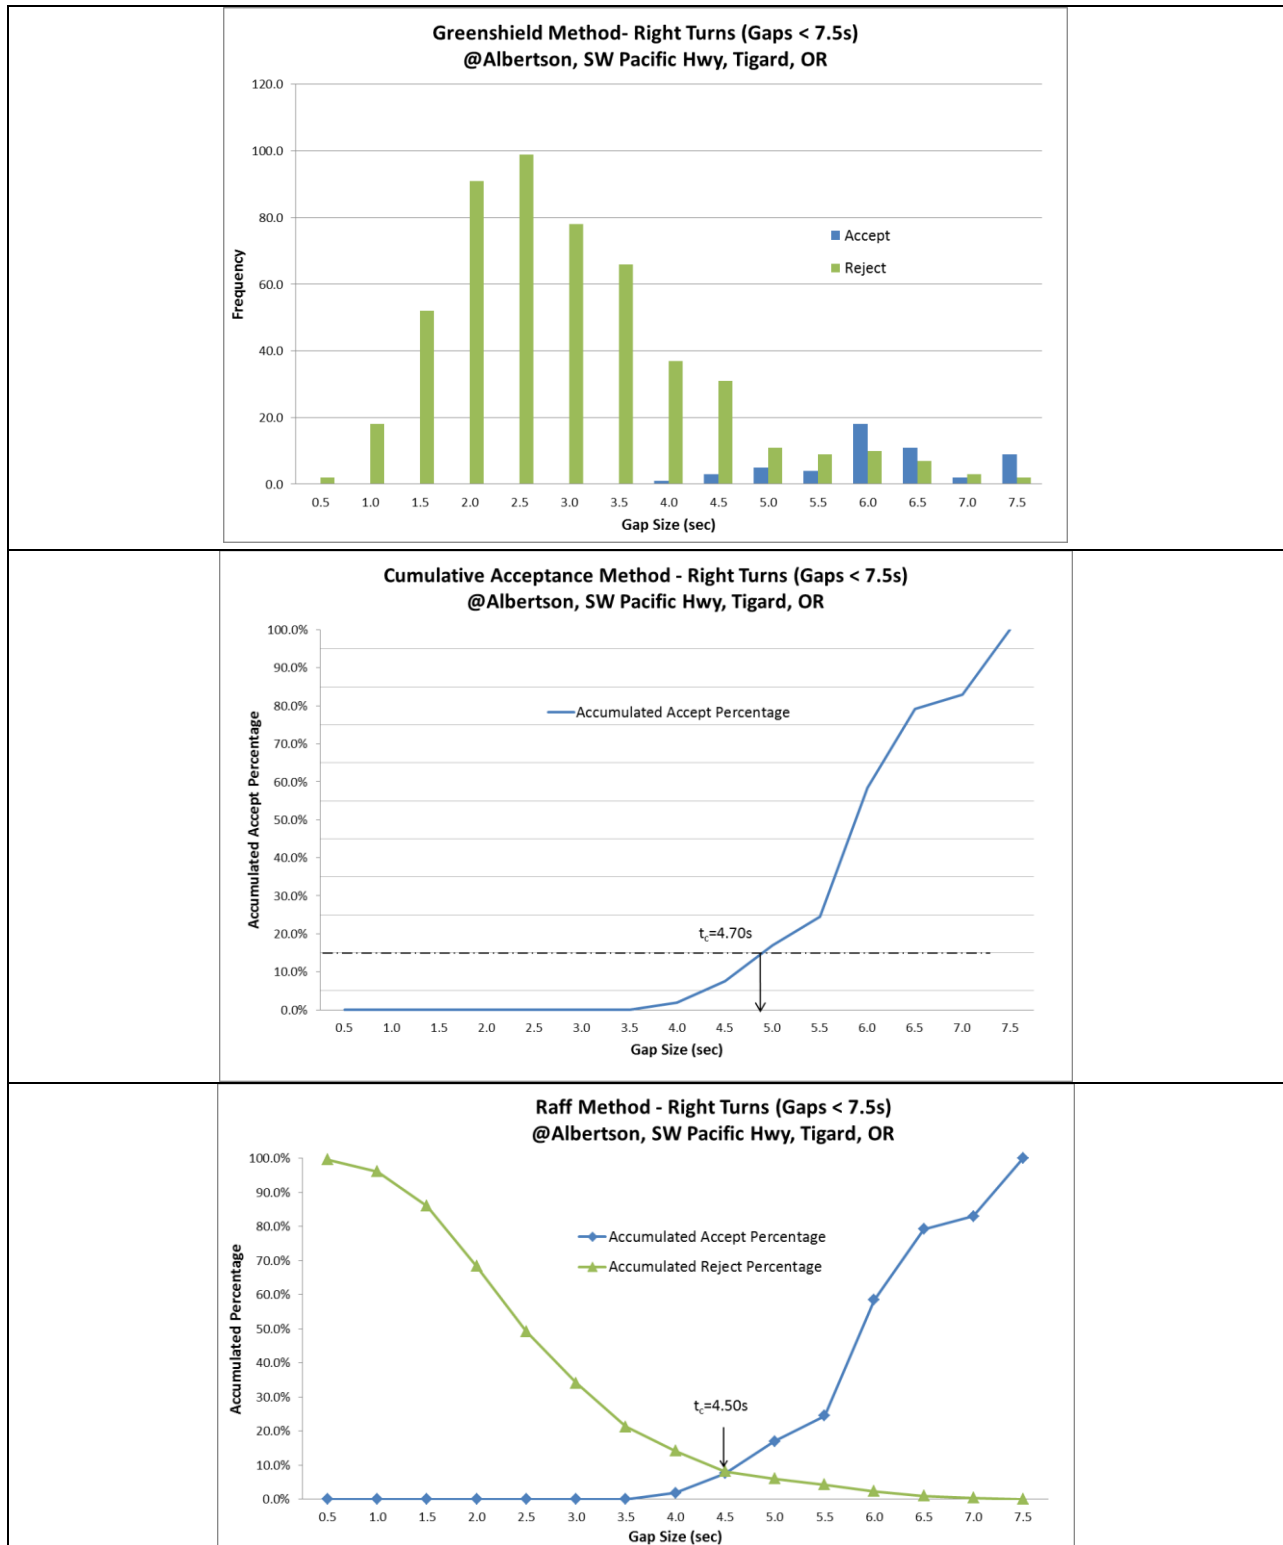 Greenshield Method- Right Turns (Gaps < 7.5s)
@Albertson, SW Pacific Hwy, Tigard, OR
120.0
100.0
80.0
60.0
40.0
20.0
0.0
Frequency
Accept
Reject
0.5 1.0 1.5 2.0 2.5 3.0 3.5 4.0 4.5 5.0 5.5 6.0 6.5 7.0 7.5
Gap Size (sec)
Cumulative Acceptance Method - Right Turns (Gaps < 7.5s)
@Albertson, SW Pacific Hwy, Tigard, OR
100.0%
90.0%
80.0%
70.0%
60.0%
50.0%
40.0%
30.0%
20.0%
10.0%
0.0%
Accumulated Accept Percentage
Accumulated Accept Percentage
tc=4.70s
0.5 1.0 1.5 2.0 2.5 3.0 3.5 4.0 4.5 5.0 5.5 6.0 6.5 7.0 7.5
Gap Size (sec)
Raff Method - Right Turns (Gaps < 7.5s)
@Albertson, SW Pacific Hwy, Tigard, OR
100.0%
90.0%
80.0%
70.0%
60.0%
50.0%
40.0%
30.0%
20.0%
10.0%
0.0%
Accumulated Percentage
Accumulated Accept Percentage
Accumulated Reject Percentage
tc=4.50s
0.5 1.0 1.5 2.0 2.5 3.0 3.5 4.0 4.5 5.0 5.5 6.0 6.5 7.0 7.5
Gap Size (sec)